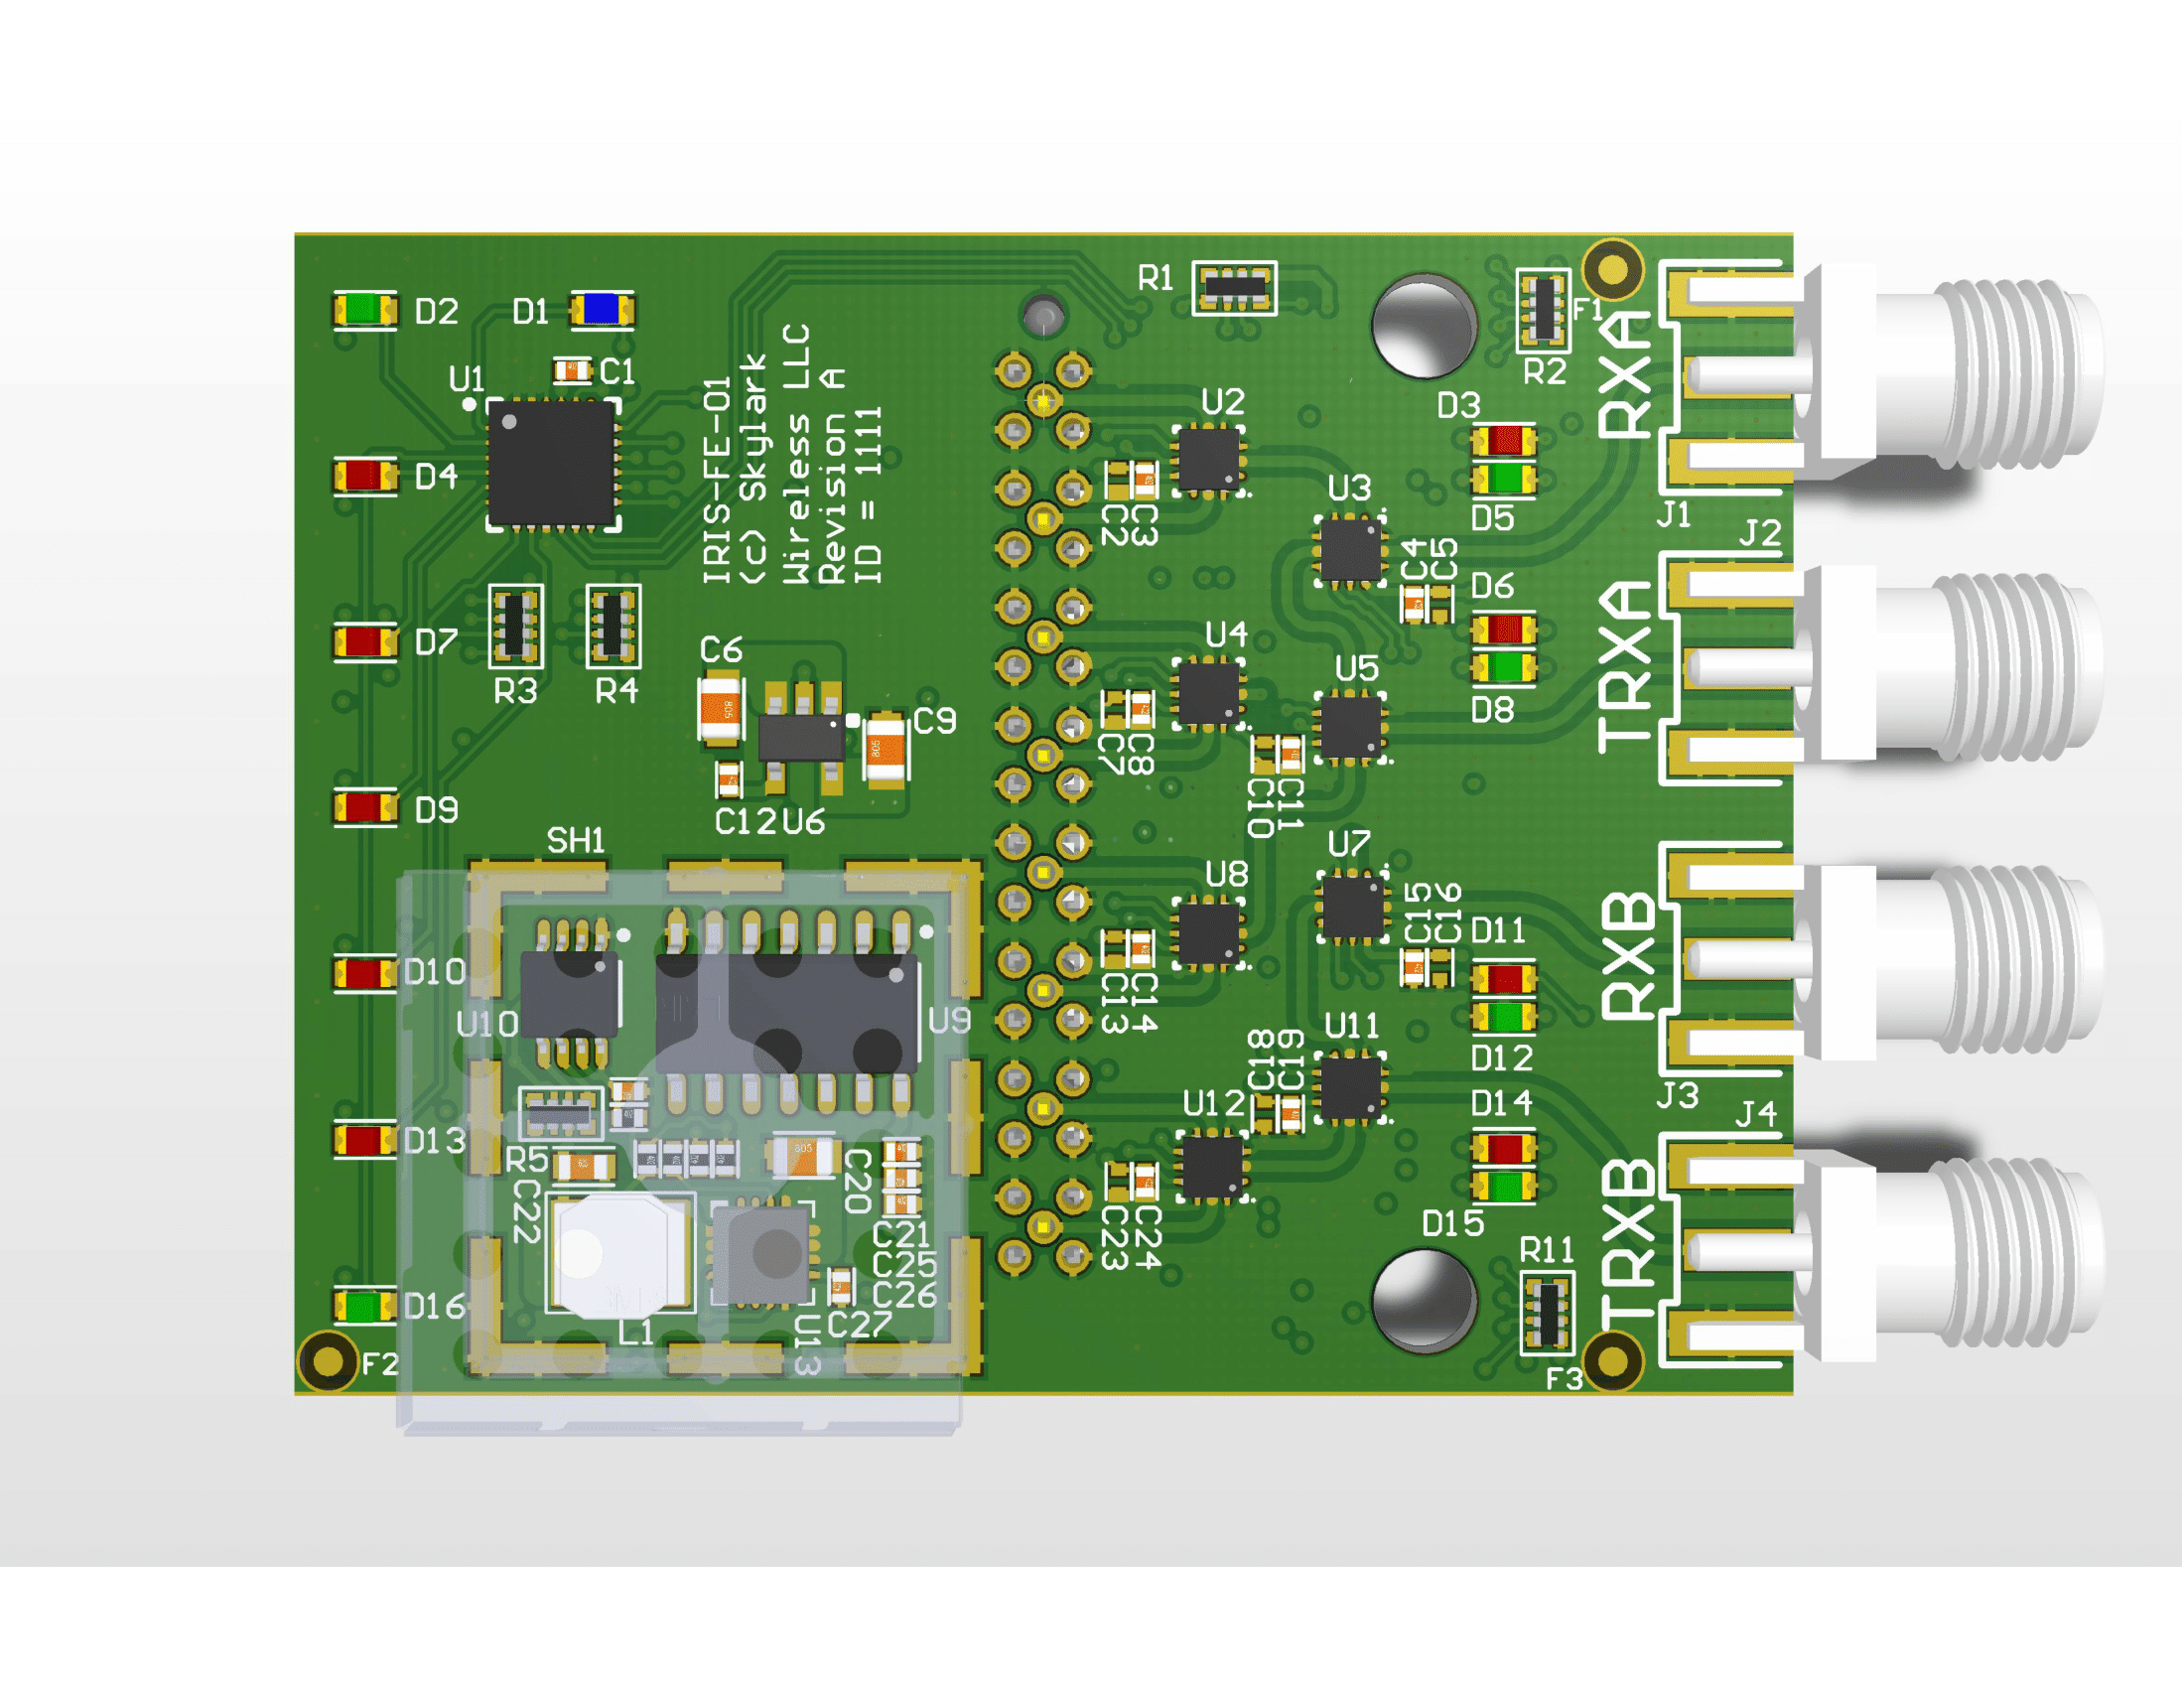 R1
D2
D1
F1
RXA
U1
C1
R2
IRIS-FE-01
(c) Skylark
Wireless LLC
Revision A
ID = 1111
U2
D3
D4
U3
D5
J1
J2
C2
C3
C4
C5
D6
TRXA
D7
R3
R4
C6
U4
U5
D8
C9
C7
C8
D9
C12
U6
C10
C11
SH1
U7
U8
C15
C16
D11
RXB
D10
U10
U9
C13
C14
U11
D12
C18
C19
D13
U12
D14
J3
J4
R5
C20
C22
TRXB
C21
C25
C26
C23
C24
D15
R11
D16
L1
U13
C27
F2
F3
805
805
805